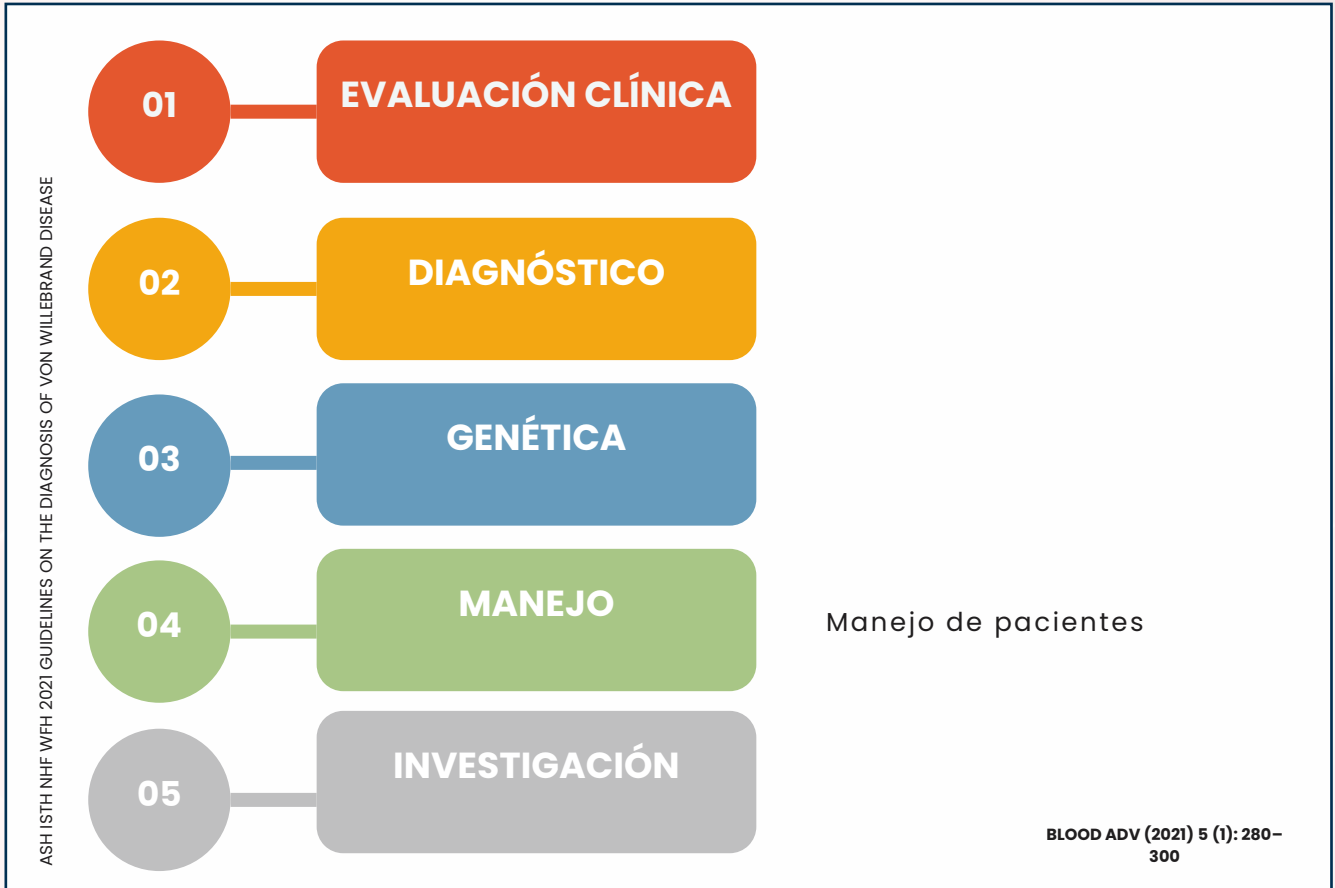 ASH ISTH NHF WFH 2021 GUIDELINES ON THE DIAGNOSIS OF VON WILLEBRAND DISEASE
01
EVALUACIÓN CLÍNICA
02
DIAGNÓSTICO
03
GENÉTICA
04
MANEJO
Manejo de pacientes
05
INVESTIGACIÓN
BLOOD ADV (2021) 5 (1): 280–
300